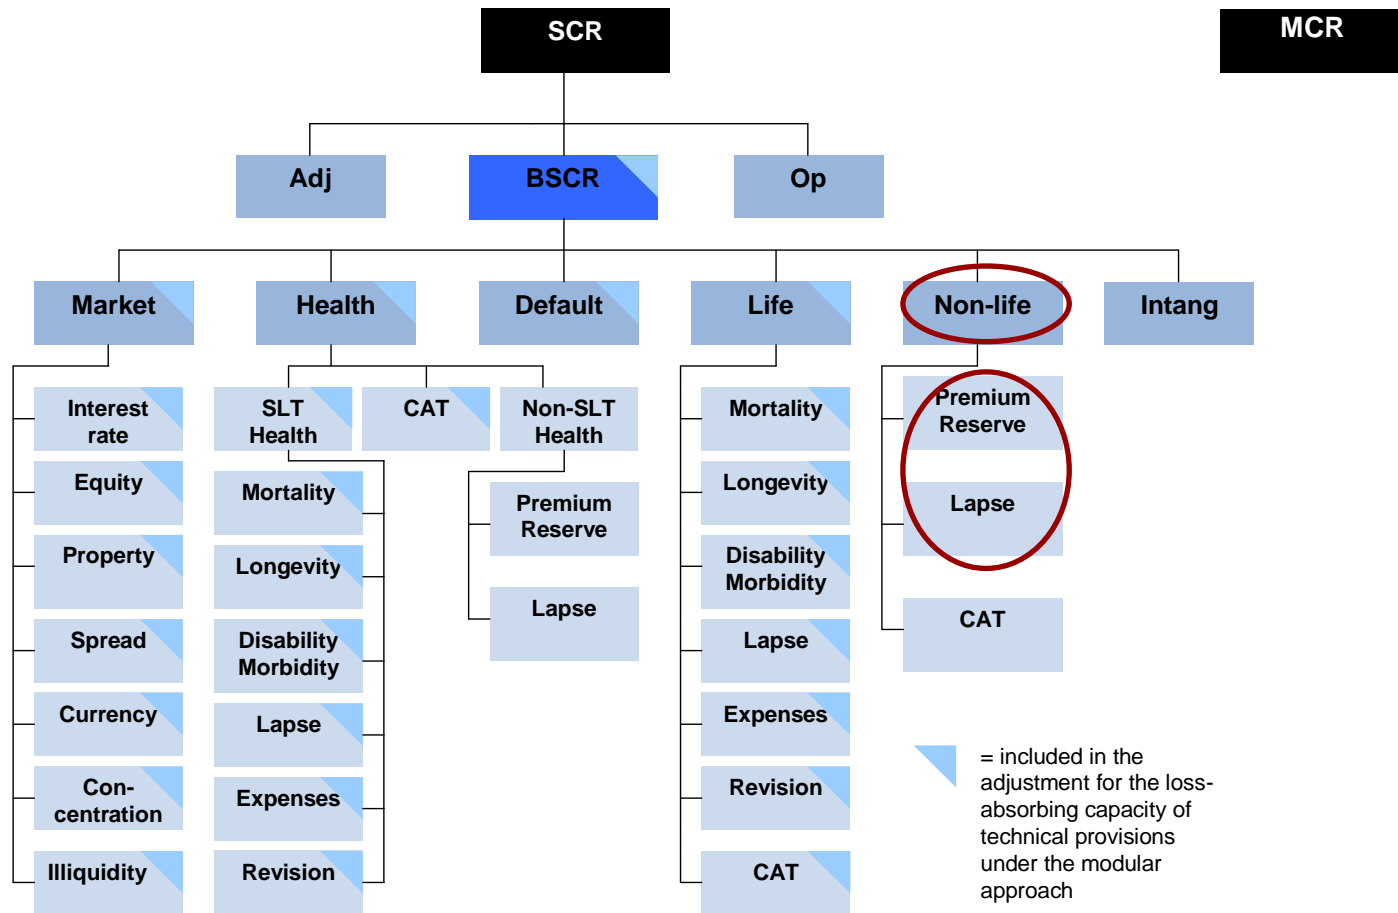 SCR
MCR
Adj
BSCR
Op
Market
Health
Default
Life
Non-life
Intang
Interest
rate
Equity
Property
Spread
Currency
Con-
centration
Illiquidity
SLT
Health
CAT
Non-SLT
Health
Mortality
Longevity
Disability
Morbidity
Lapse
Expenses
Revision
Premium
Reserve
Lapse
Mortality
Longevity
Disability
Morbidity
Lapse
Expenses
Revision
CAT
Premium
Reserve
Lapse
CAT
= included in the
adjustment for the loss-
absorbing capacity of
technical provisions
under the modular
approach